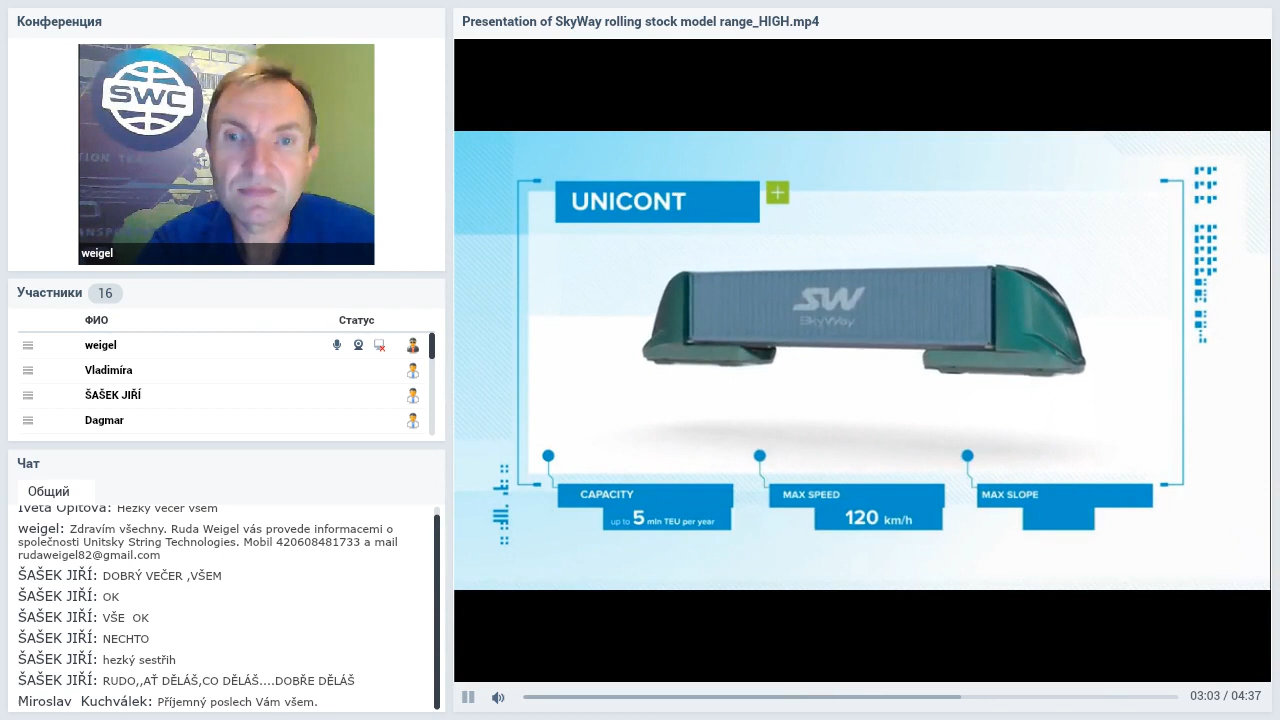 Конференция
SWC
weigel
Участники 16
ФИО Статус
weigel
Vladimíra
ŠAŠEK JIŘÍ
Dagmar
Чат
Общий
Iveta Opltová: Hezký večer všem
weigel: Zdravím všechny. Ruda Weigel vás provede informacemi o
společnosti Unitsky String Technologies. Mobil 420608481733 a mail
rudaweigel82@gmail.com
ŠAŠEK JIŘÍ: DOBRÝ VEČER ,VŠEM
ŠAŠEK JIŘÍ: OK
ŠAŠEK JIŘÍ: VŠE OK
ŠAŠEK JIŘÍ: NECHTO
ŠAŠEK JIŘÍ: hezký sestřih
ŠAŠEK JIŘÍ: RUDO,,AŤ DĚLÁŠ,CO DĚLÁŠ....DOBŘE DĚLÁŠ
Miroslav Kuchválek: Příjemný poslech Vám všem.
Presentation of SkyWay rolling stock model range_HIGH.mp4
UNICONT
SW
SkyWay
CAPACITY
up to 5 mln TEU per year
MAX SPEED
120 km/h
MAX SLOPE
03:03 / 04:37